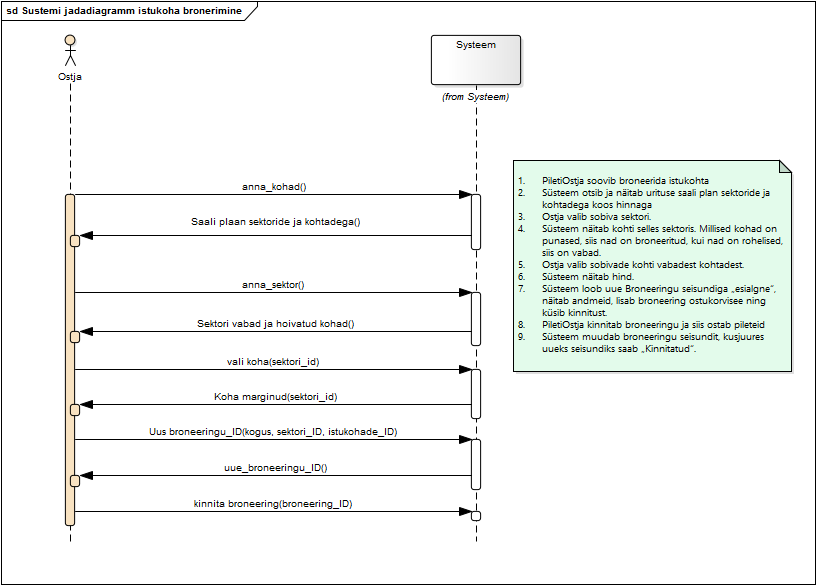 sd Sustemi jadadiagramm istukoha bronerimine
Ostja
Systeem
(from Systeem)
anna_kohad()
Saali plaan sektoride ja kohtadega()
anna_sektor()
Sektori vabad ja hoivatud kohad()
vali koha(sektori_id)
Koha marginud(sektori_id)
Uus broneeringu_ID(kogus, sektori_ID, istukohade_ID)
uue_broneeringu_ID()
kinnita broneering(broneering_ID)
1. PiletiOstja soovib broneerida istukohta
2. Süsteem otsib ja näitab urituse saali plan sektoride ja
kohtadega koos hinnaga
3. Ostja valib sobiva sektori.
4. Süsteem näitab kohti selles sektoris. Millised kohad on
punased, siis nad on broneeritud, kui nad on rohelised,
siis on vabad.
5. Ostja valib sobivade kohti vabadest kohtadest.
6. Süsteem näitab hind.
7. Süsteem loob uue Broneeringu seisundiga „esialgne”,
näitab andmeid, lisab broneering ostukorvisee ning
küsib kinnitust.
8. PiletiOstja kinnitab broneeringu ja siis ostab pileteid
9. Süsteem muudab broneeringu seisundit, kusjuures
uueks seisundiks saab „Kinnitatud”.